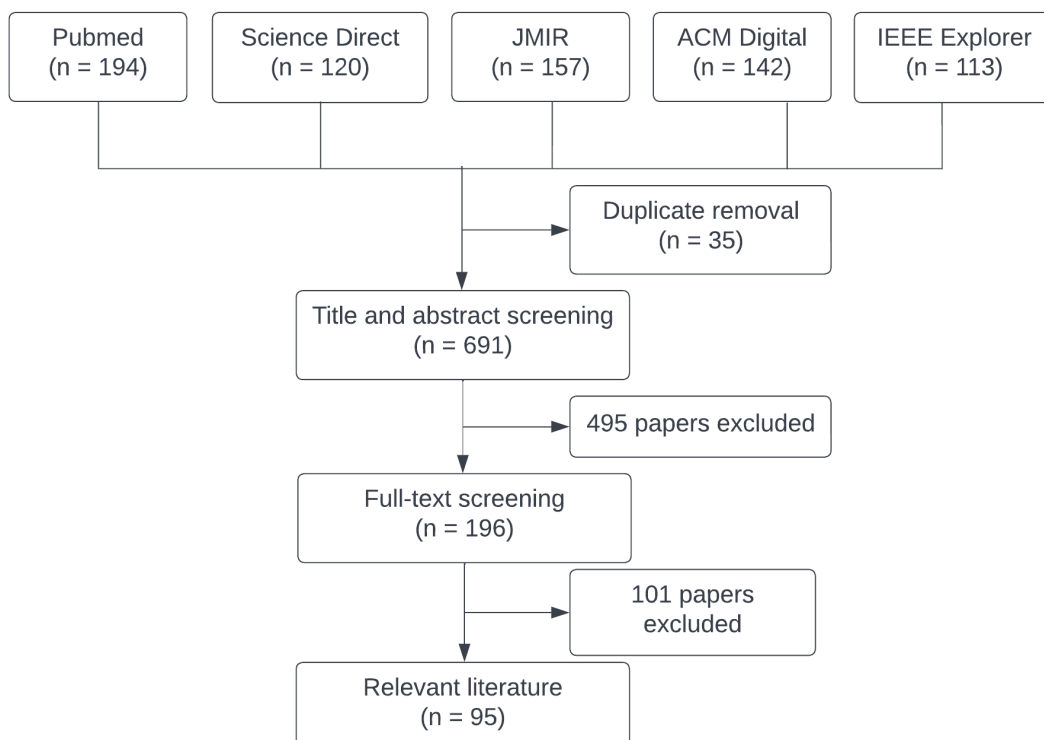 Pubmed
(n = 194)
Science Direct
(n = 120)
JMIR
(n = 157)
ACM Digital
(n = 142)
IEEE Explorer
(n = 113)
Duplicate removal
(n = 35)
Title and abstract screening
(n = 691)
495 papers excluded
Full-text screening
(n = 196)
101 papers
excluded
Relevant literature
(n = 95)